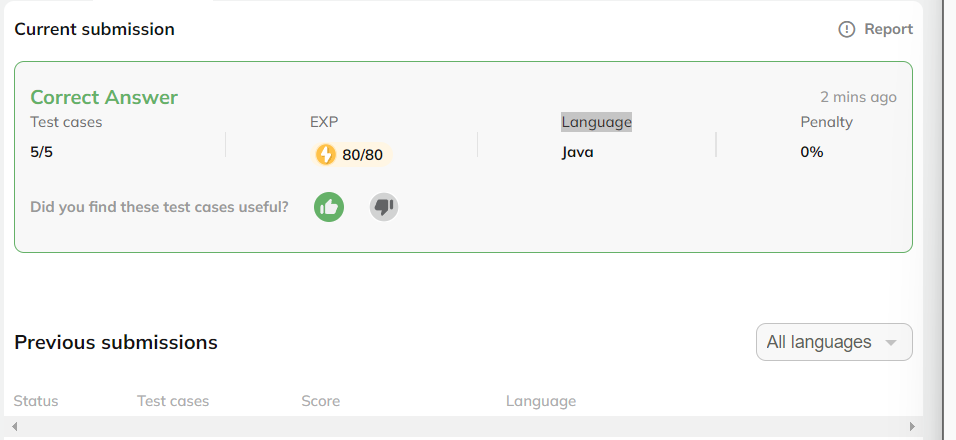 Current submission
Report
Correct Answer
2 mins ago
Test cases
EXP
Language
Penalty
5/5
80/80
Java
0%
Did you find these test cases useful?
Previous submissions
All languages
Status
Test cases
Score
Language